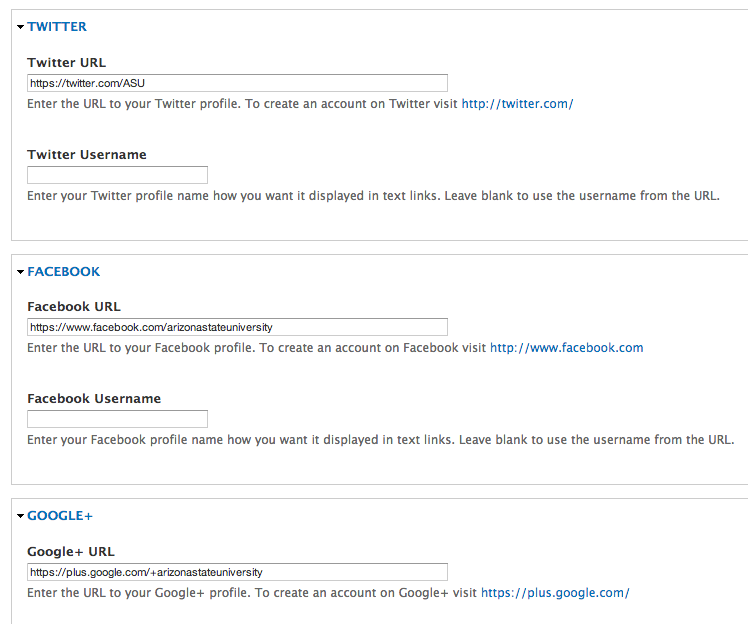 TWITTER
Twitter URL
https://twitter.com/ASU
Enter the URL to your Twitter profile. To create an account on Twitter visit http://twitter.com/
Twitter Username
Enter your Twitter profile name how you want it displayed in text links. Leave blank to use the username from the URL.
FACEBOOK
Facebook URL
https://www.facebook.com/arizonastateuniversity
Enter the URL to your Facebook profile. To create an account on Facebook visit http://www.facebook.com
Facebook Username
Enter your Facebook profile name how you want it displayed in text links. Leave blank to use the username from the URL.
GOOGLE+
Google+ URL
https://plus.google.com/+arizonastateuniversity
Enter the URL to your Google+ profile. To create an account on Google+ visit https://plus.google.com/